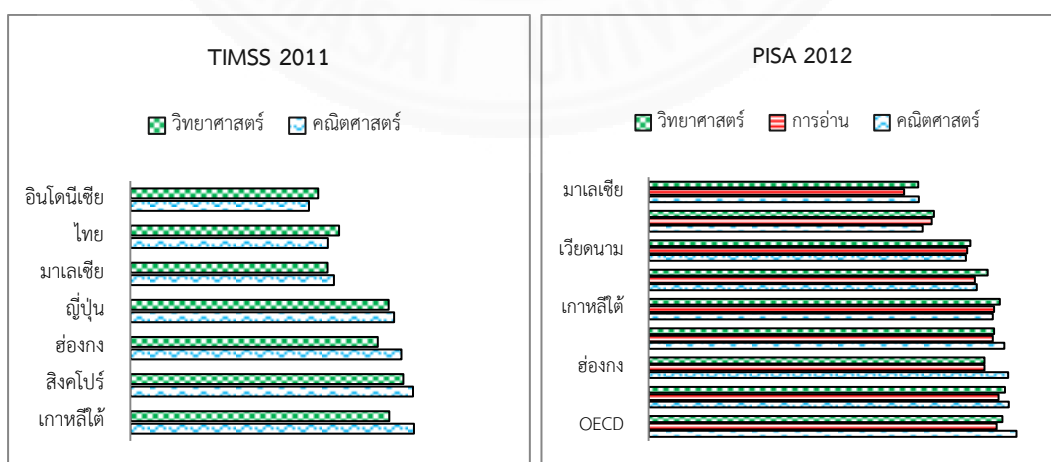 TIMSS 2011
วิทยาศาสตร์ คณิตศาสตร์
อินโดนีเซีย
ไทย
มาเลเซีย
ญี่ปุ่น
ฮ่องกง
สิงคโปร์
เกาหลีใต้
PISA 2012
วิทยาศาสตร์ การอ่าน คณิตศาสตร์
มาเลเซีย
เวียดนาม
เกาหลีใต้
ฮ่องกง
OECD